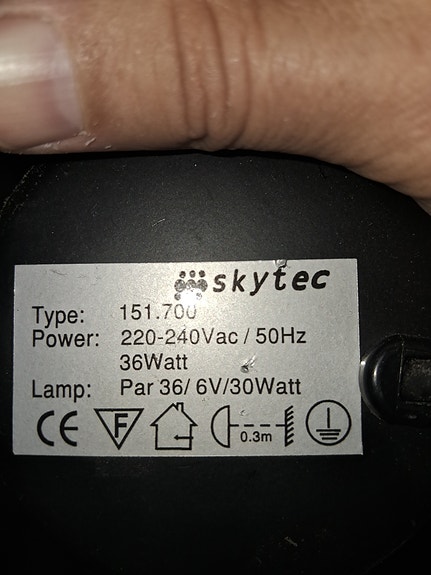 skytec
Type: 151.700
Power: 220-240Vac / 50Hz
36Watt
Lamp: Par 36/ 6V/30Watt
CE F 0.3m